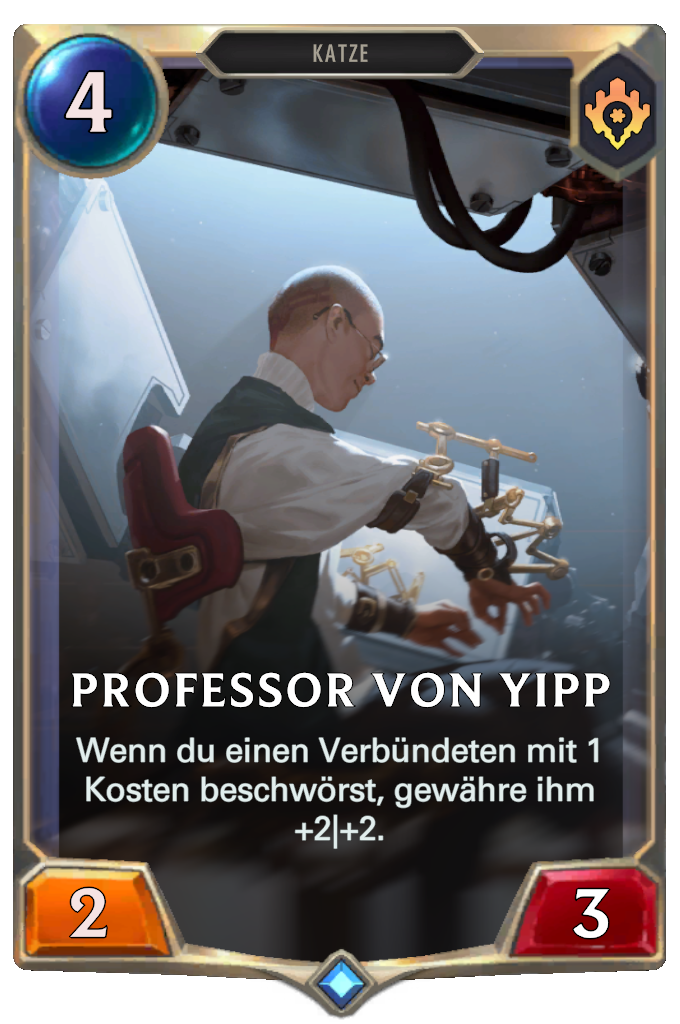 KATZE
4
PROFESSOR VON YIPP
Wenn du einen Verbündeten mit 1
Kosten beschwörst, gewähre ihm
+2|+2.
2
3